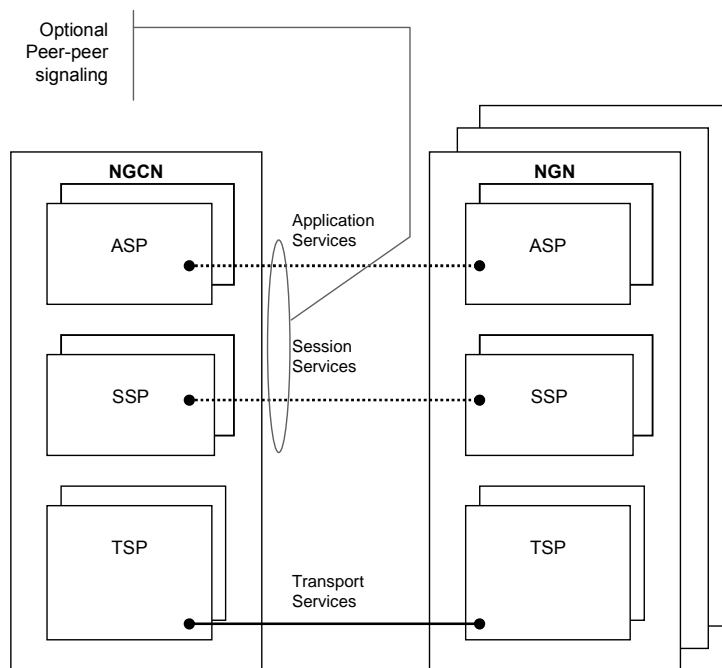 Optional
Peer-peer
signaling
NGCN
NGN
ASP
Application
Services
ASP
SSP
Session
Services
SSP
TSP
Transport
Services
TSP